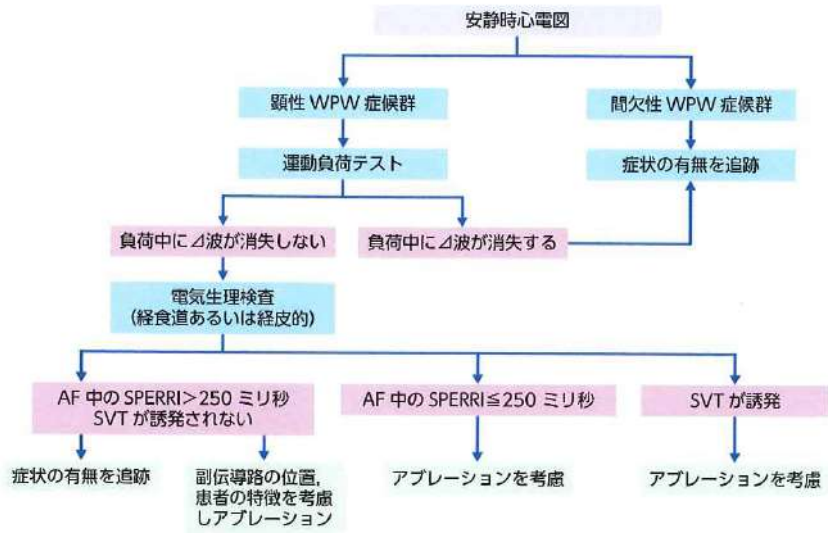 安静時心電図
顕性 WPW 症候群
間欠性 WPW 症候群
運動負荷テスト
症状の有無を追跡
負荷中に⊿波が消失しない
負荷中に⊿波が消失する
電気生理検査
(経食道あるいは経皮的)
AF 中の SPERRI>250 ミリ秒
SVT が誘発されない
AF 中の SPERRI≦250 ミリ秒
SVT が誘発
症状の有無を追跡
副伝導路の位置,
患者の特徴を考慮
しアブレーション
アブレーションを考慮
アブレーションを考慮